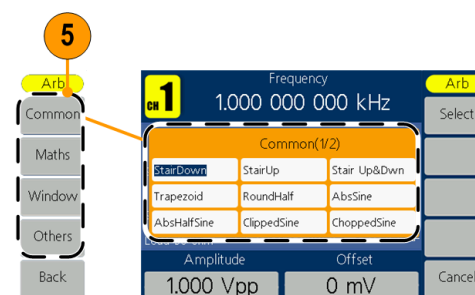 5
Arb
Common
Maths
Window
Others
Back
CH 1
Frequency
1.000 000 000 kHz
Common(1/2)
StairDown StairUp Stair Up&Dwn
Trapezoid RoundHalf AbsSine
AbsHalfSine ClippedSine ChoppedSine
Amplitude Offset
1.000 Vpp 0 mV
Arb
Select
Cancel